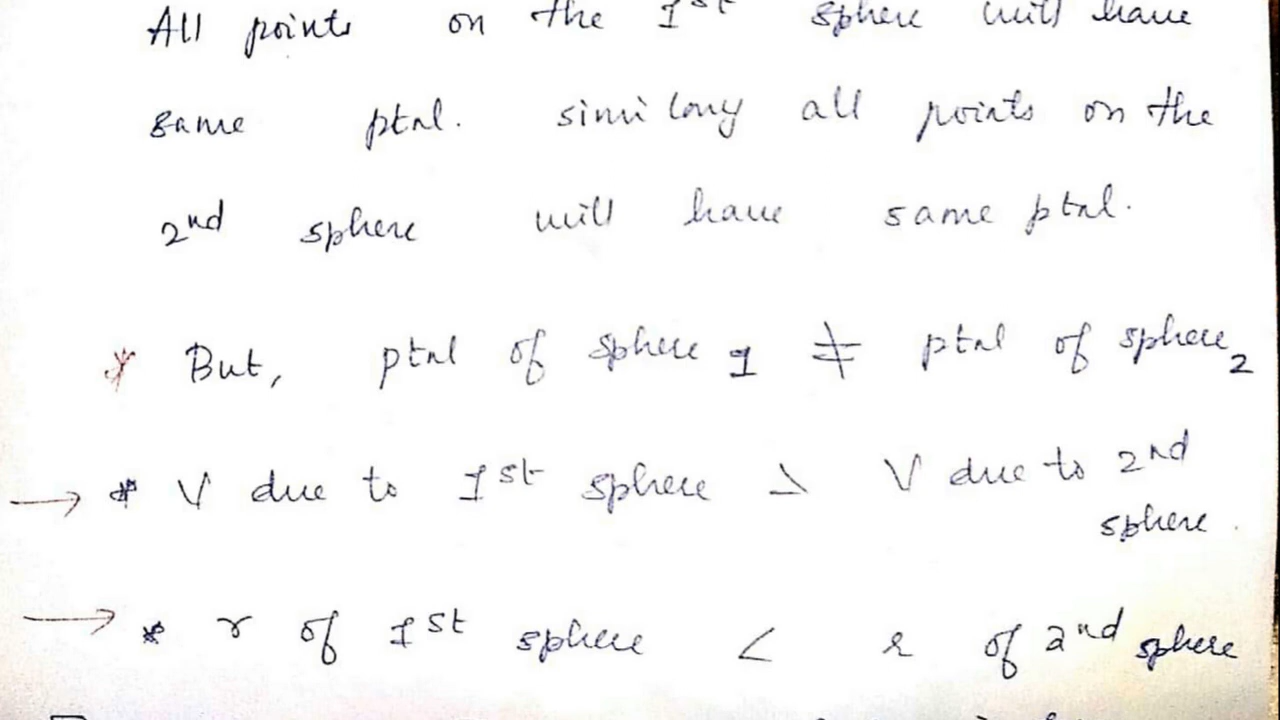 All points on the 1st sphere will have
same ptnl. similary all points on the
2nd sphere will have same ptnl.
* But, ptnl of sphere 1 ≠ ptnl of sphere 2
→ * V due to 1st sphere > V due to 2nd
sphere.
→ * r of 1st sphere < r of 2nd sphere